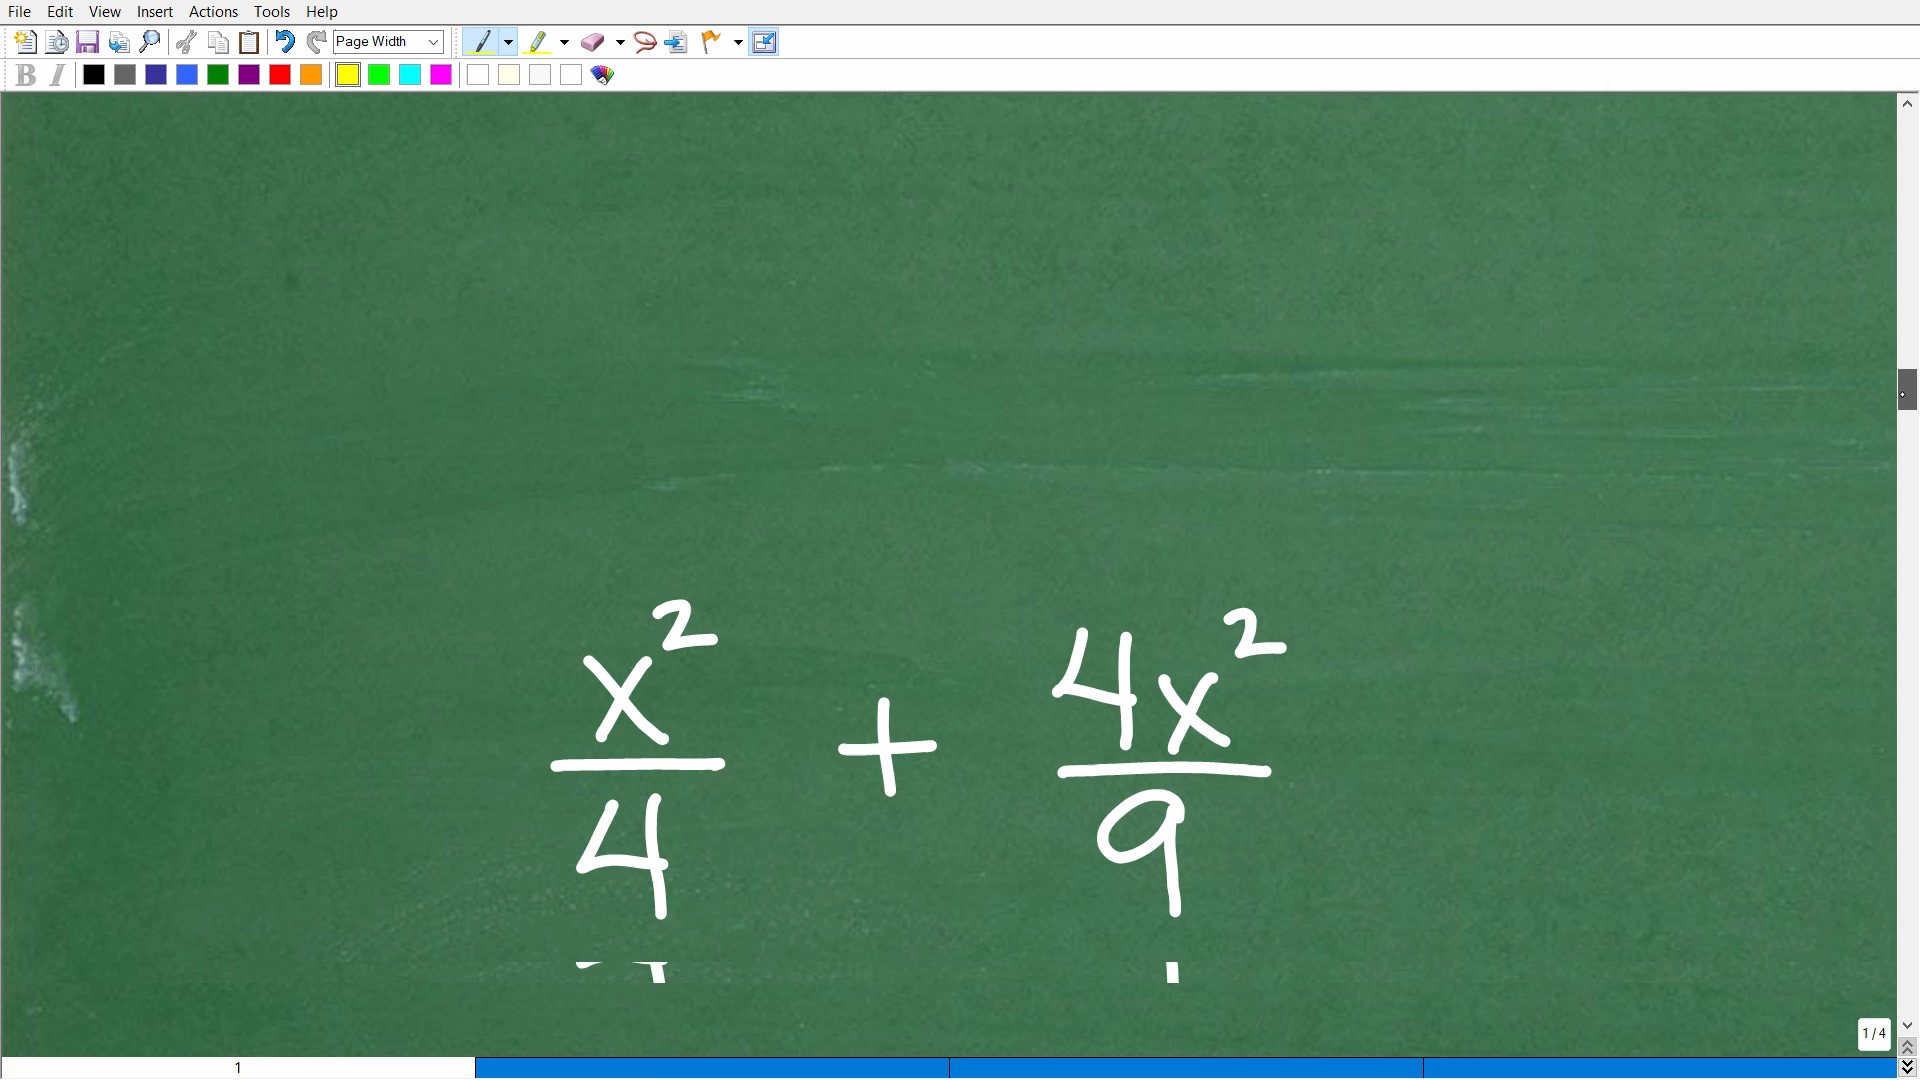 File Edit View Insert Actions Tools Help
Page Width
B I
x² + 4x²
4 9
1 / 4
1